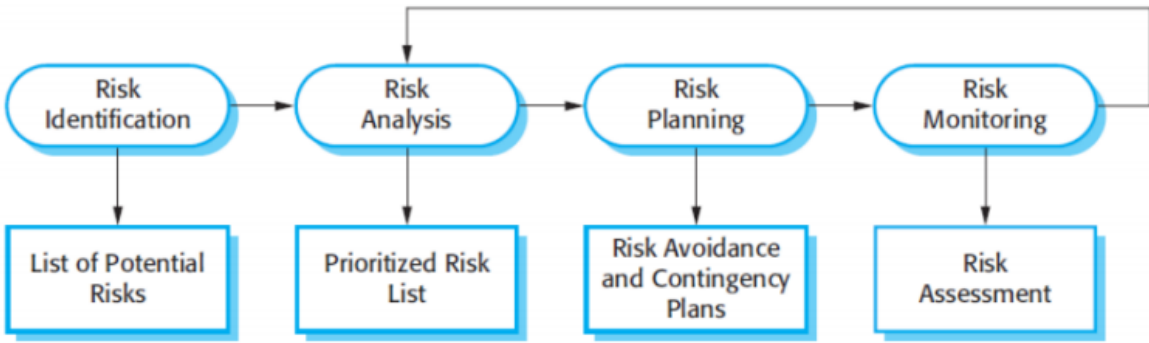 Risk
Identification
Risk
Analysis
Risk
Planning
Risk
Monitoring
List of Potential
Risks
Prioritized Risk
List
Risk Avoidance
and Contingency
Plans
Risk
Assessment